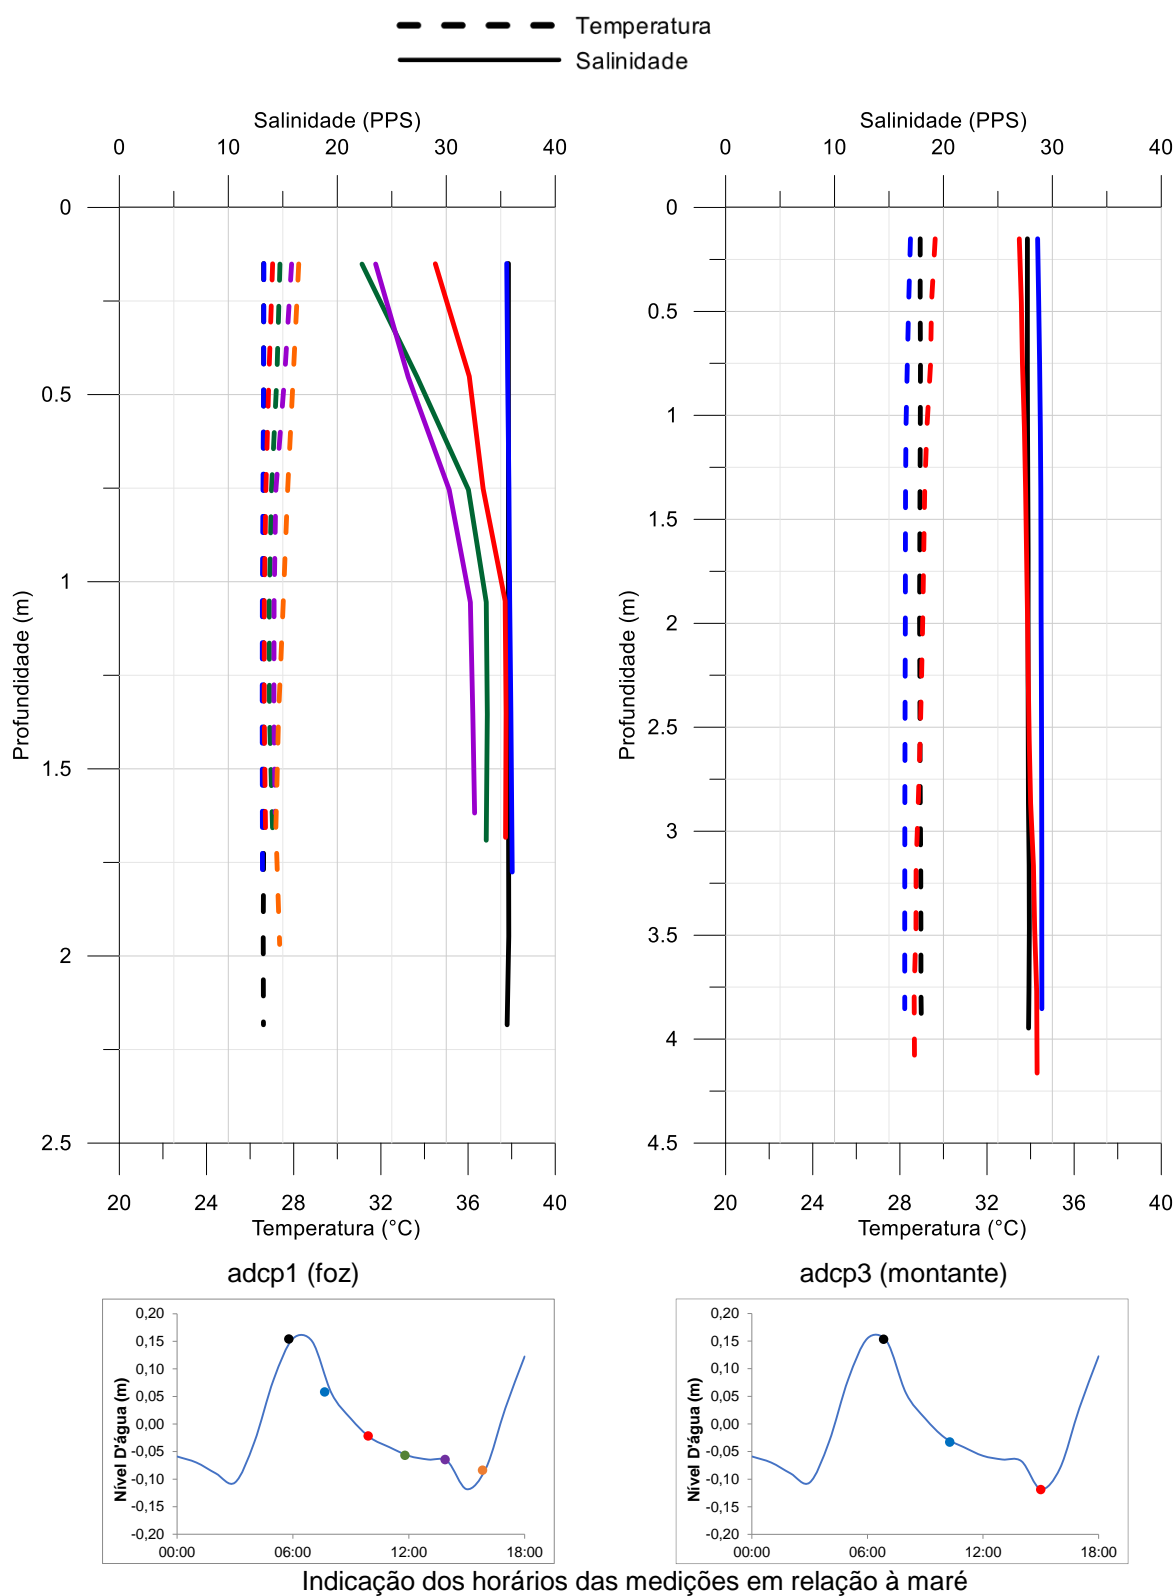 Temperatura
Salinidade
Salinidade (PPS)
0 10 20 30 40
0
0.5
1
1.5
2
2.5
Profundidade (m)
20 24 28 32 36 40
Temperatura (°C)
adcp1 (foz)
Salinidade (PPS)
0 10 20 30 40
0
0.5
1
1.5
2
2.5
3
3.5
4
4.5
Profundidade (m)
20 24 28 32 36 40
Temperatura (°C)
adcp3 (montante)
0,20
0,15
0,10
0,05
0,00
-0,05
-0,10
-0,15
-0,20
Nível D'água (m)
00:00 06:00 12:00 18:00
0,20
0,15
0,10
0,05
0,00
-0,05
-0,10
-0,15
-0,20
Nível D'água (m)
00:00 06:00 12:00 18:00
Indicação dos horários das medições em relação à maré